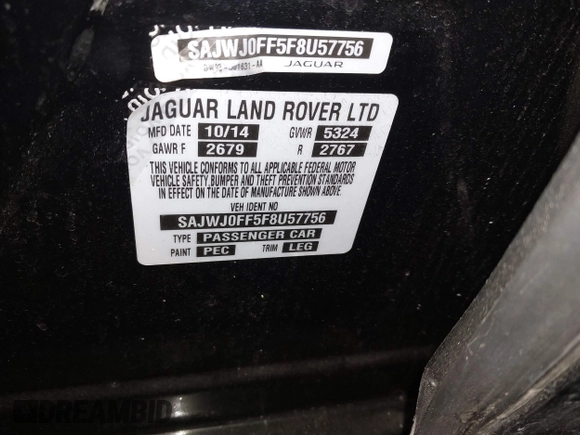 SAJWJ0FF5F8U57756
JAGUAR
JAGUAR LAND ROVER LTD
MFD DATE 10/14 GVWR 5324
GAWR F 2679 R 2767
THIS VEHICLE CONFORMS TO ALL APPLICABLE FEDERAL MOTOR
VEHICLE SAFETY,BUMPER AND THEFT PREVENTION STANDARDS
IN EFFECT ON THE DATE OF MANUFACTURE SHOWN ABOVE.
VEH IDENT NO
SAJWJ0FF5F8U57756
TYPE PASSENGER CAR
PAINT PEC TRIM LEG
DREAMBID